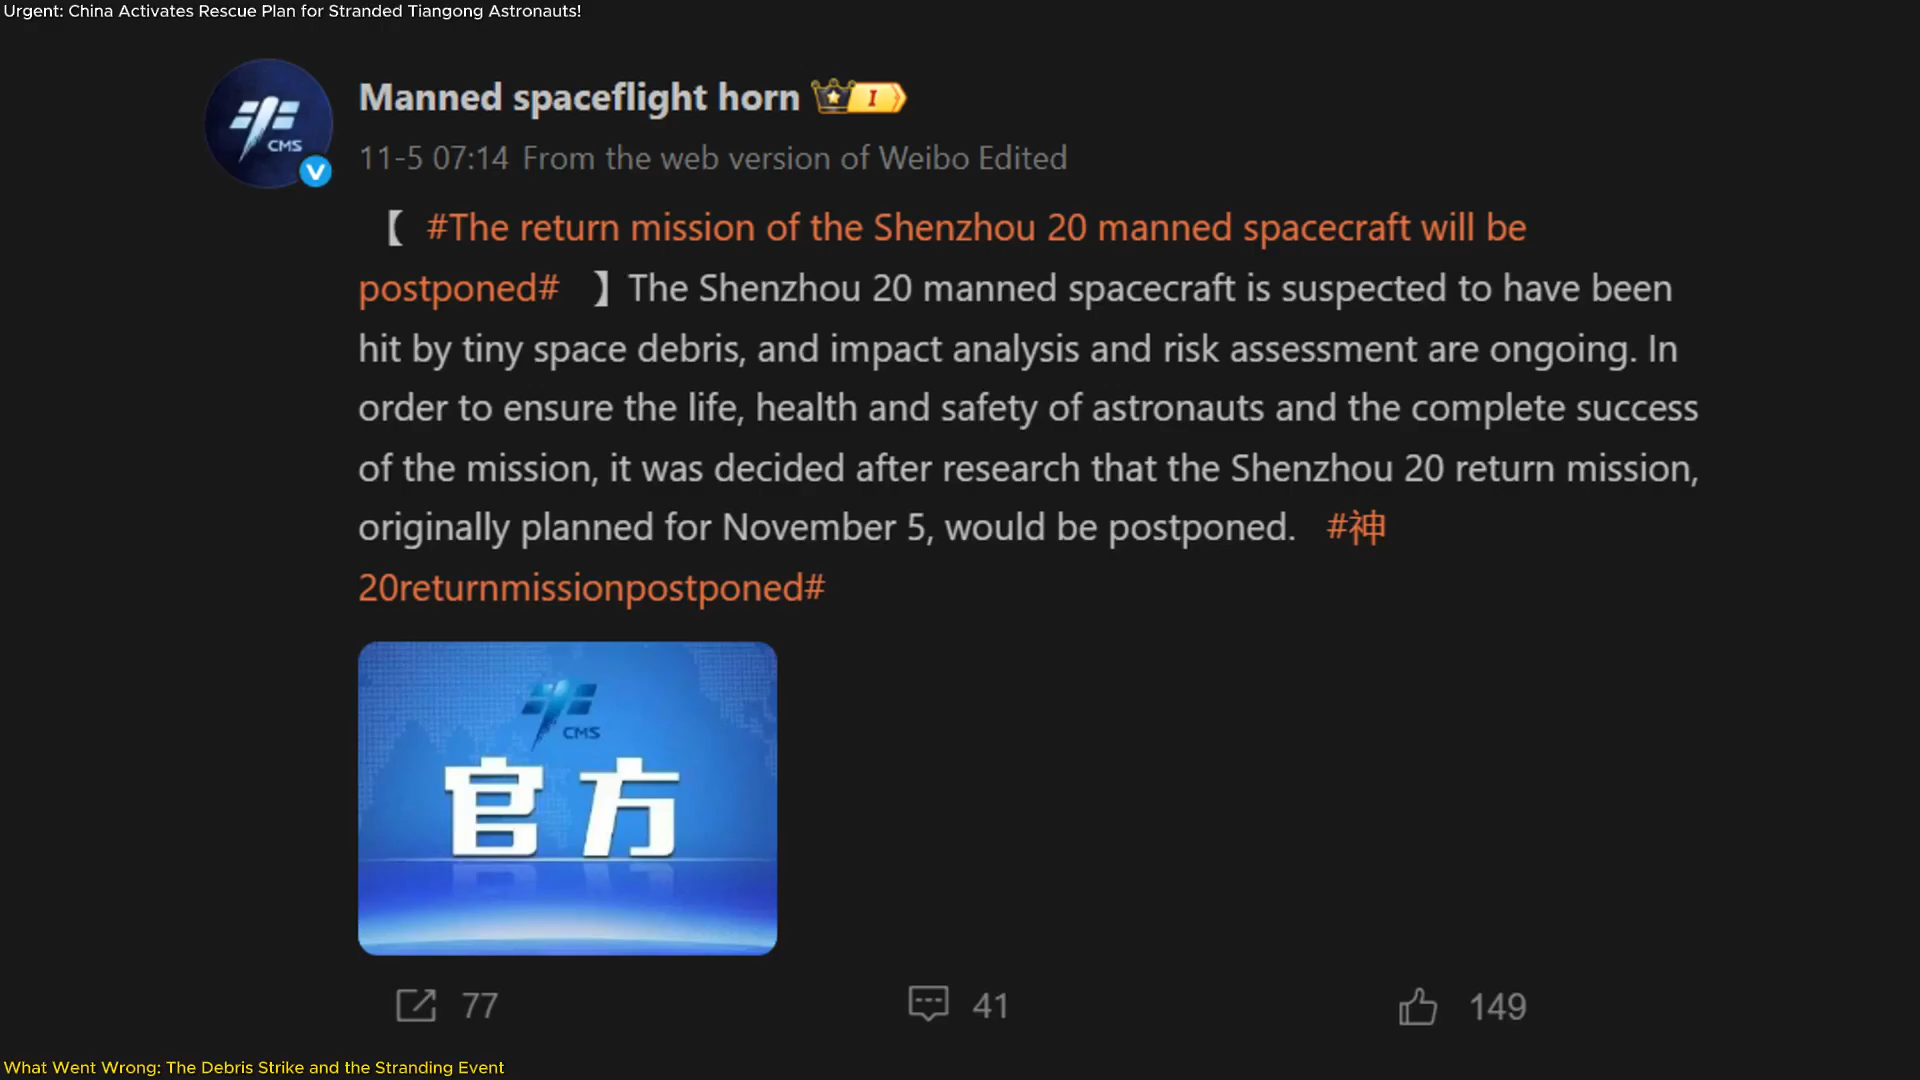 Urgent: China Activates Rescue Plan for Stranded Tiangong Astronauts!
Manned spaceflight horn I
CMS
V
11-5 07:14 From the web version of Weibo Edited
【 #The return mission of the Shenzhou 20 manned spacecraft will be
postponed# 】The Shenzhou 20 manned spacecraft is suspected to have been
hit by tiny space debris, and impact analysis and risk assessment are ongoing. In
order to ensure the life, health and safety of astronauts and the complete success
of the mission, it was decided after research that the Shenzhou 20 return mission,
originally planned for November 5, would be postponed. #神
20returnmissionpostponed#
CMS
官方
77 41 149
What Went Wrong: The Debris Strike and the Stranding Event